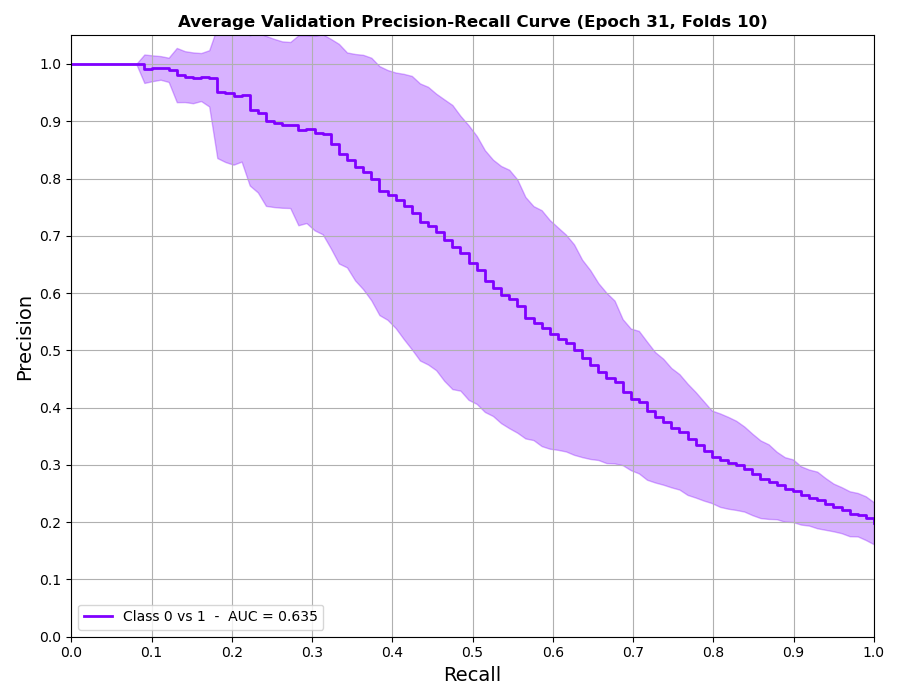 Average Validation Precision-Recall Curve (Epoch 31, Folds 10)
Precision
1.0
0.9
0.8
0.7
0.6
0.5
0.4
0.3
0.2
0.1
0.0
Class 0 vs 1 - AUC = 0.635
0.0 0.1 0.2 0.3 0.4 0.5 0.6 0.7 0.8 0.9 1.0
Recall